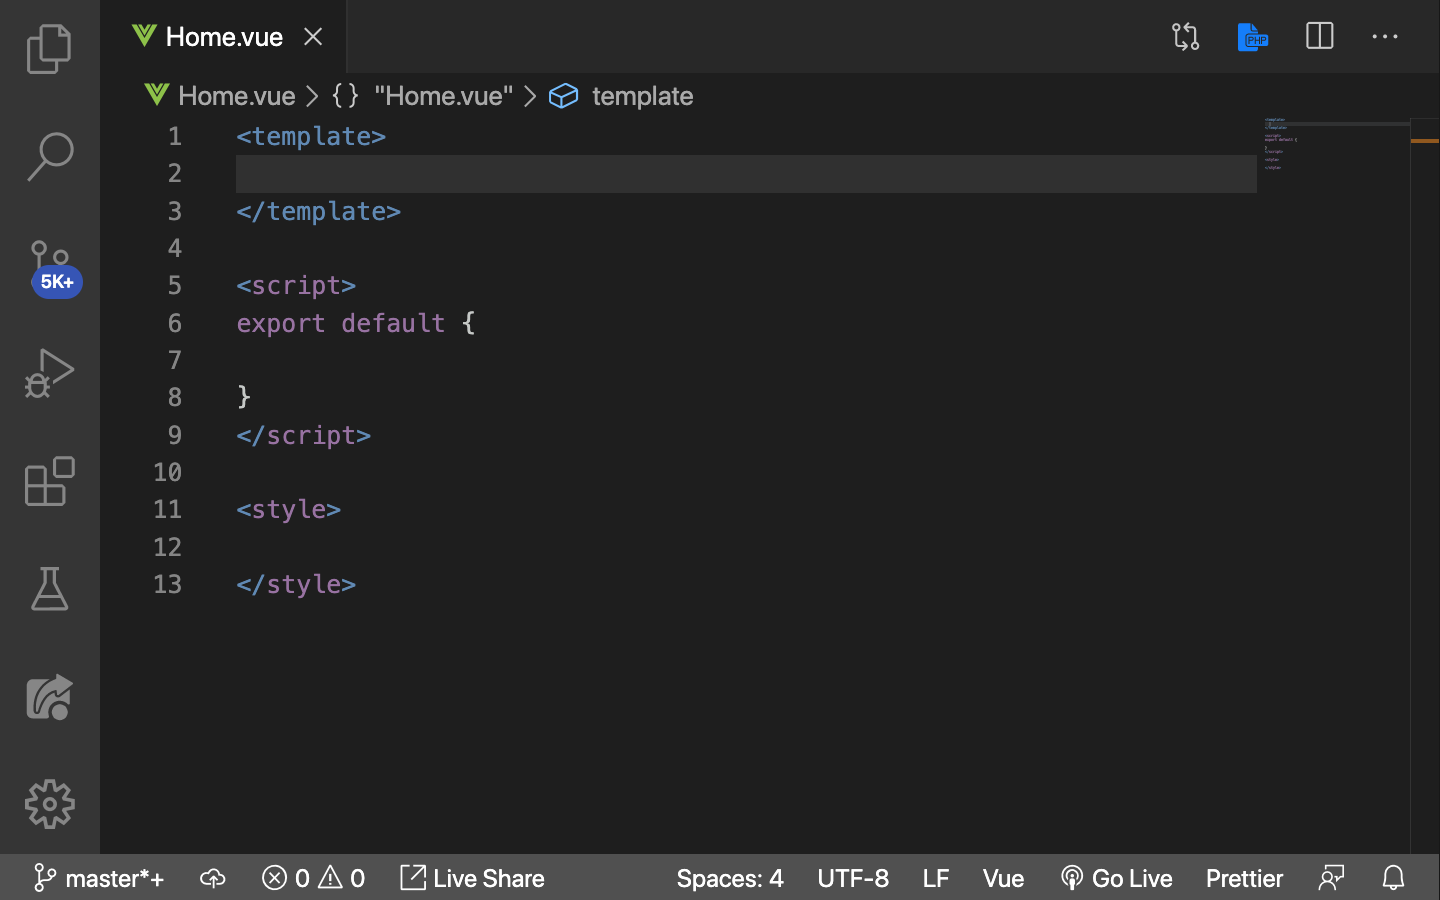 Home.vue
PHP
Home.vue > {} "Home.vue" > template
1 <template>
2
3 </template>
4
5 <script>
6 export default {
7
8 }
9 </script>
10
11 <style>
12
13 </style>
5K+
master*+ 0 0 Live Share Spaces: 4 UTF-8 LF Vue Go Live Prettier